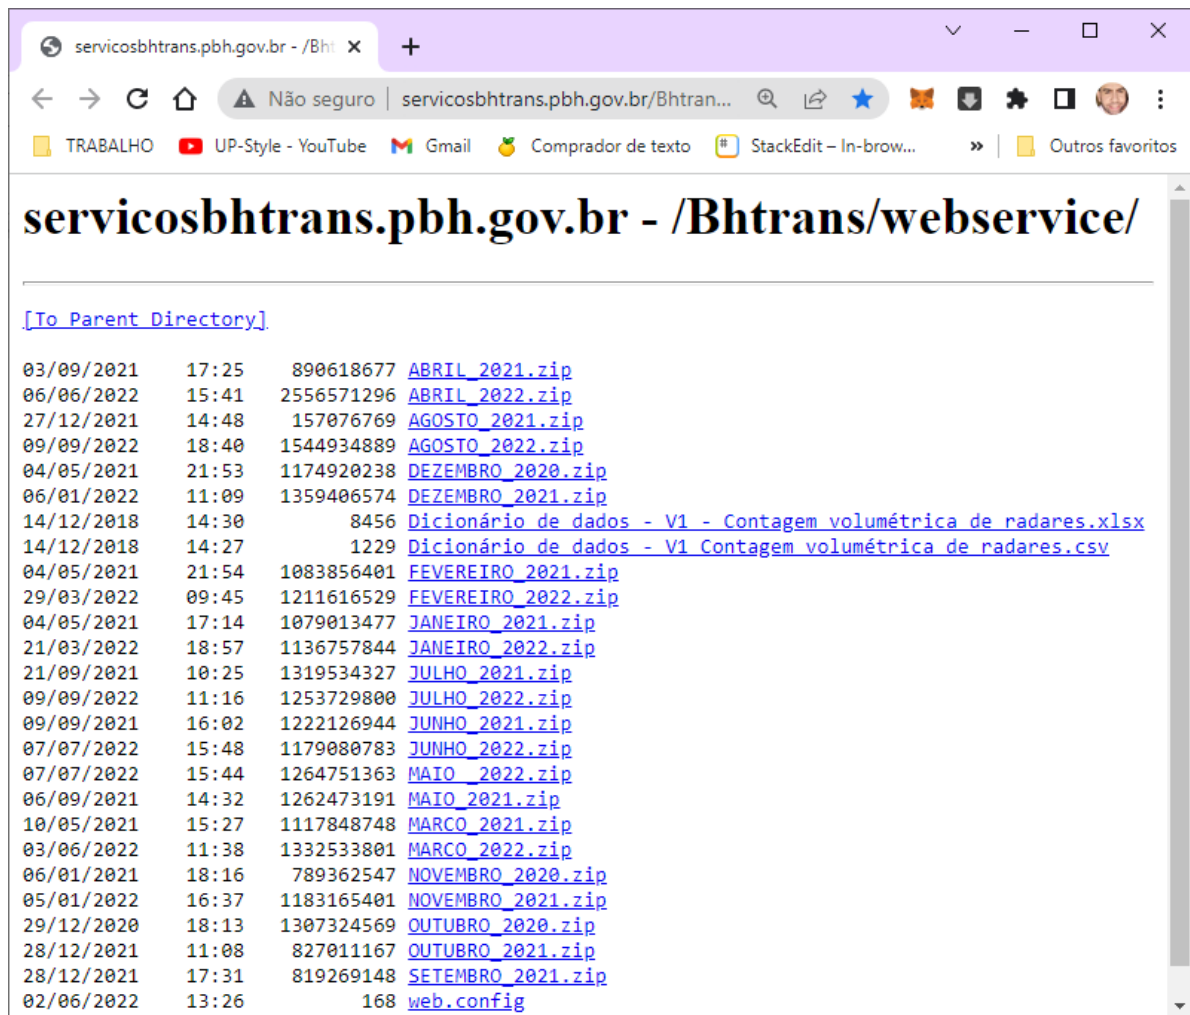 servicosbhtrans.pbh.gov.br - /Bht
Não seguro servicosbhtrans.pbh.gov.br/Bhtran...
TRABALHO UP-Style - YouTube Gmail Comprador de texto StackEdit – In-brow... » Outros favoritos
servicosbhtrans.pbh.gov.br - /Bhtrans/webservice/
[To Parent Directory]
03/09/2021 17:25 890618677 ABRIL_2021.zip
06/06/2022 15:41 2556571296 ABRIL_2022.zip
27/12/2021 14:48 157076769 AGOSTO_2021.zip
09/09/2022 18:40 1544934889 AGOSTO_2022.zip
04/05/2021 21:53 1174920238 DEZEMBRO_2020.zip
06/01/2022 11:09 1359406574 DEZEMBRO_2021.zip
14/12/2018 14:30 8456 Dicionário de dados - V1 - Contagem volumétrica de radares.xlsx
14/12/2018 14:27 1229 Dicionário de dados - V1 Contagem volumétrica de radares.csv
04/05/2021 21:54 1083856401 FEVEREIRO_2021.zip
29/03/2022 09:45 1211616529 FEVEREIRO_2022.zip
04/05/2021 17:14 1079013477 JANEIRO_2021.zip
21/03/2022 18:57 1136757844 JANEIRO_2022.zip
21/09/2021 10:25 1319534327 JULHO_2021.zip
09/09/2022 11:16 1253729800 JULHO_2022.zip
09/09/2021 16:02 1222126944 JUNHO_2021.zip
07/07/2022 15:48 1179080783 JUNHO_2022.zip
07/07/2022 15:44 1264751363 MAIO _2022.zip
06/09/2021 14:32 1262473191 MAIO_2021.zip
10/05/2021 15:27 1117848748 MARCO_2021.zip
03/06/2022 11:38 1332533801 MARCO_2022.zip
06/01/2021 18:16 789362547 NOVEMBRO_2020.zip
05/01/2022 16:37 1183165401 NOVEMBRO_2021.zip
29/12/2020 18:13 1307324569 OUTUBRO_2020.zip
28/12/2021 11:08 827011167 OUTUBRO_2021.zip
28/12/2021 17:31 819269148 SETEMBRO_2021.zip
02/06/2022 13:26 168 web.config